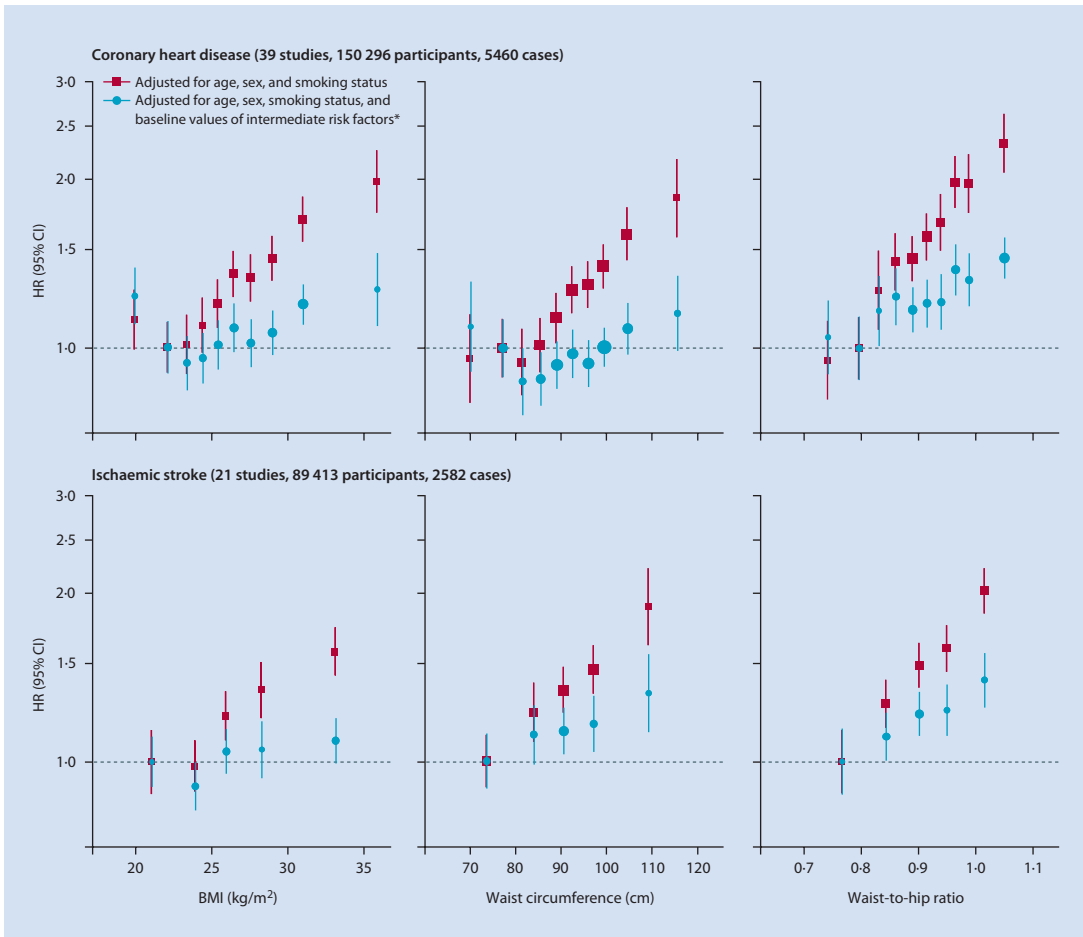 Coronary heart disease (39 studies, 150 296 participants, 5460 cases)
Adjusted for age, sex, and smoking status
Adjusted for age, sex, smoking status, and
baseline values of intermediate risk factors*
3·0
2·5
2·0
1·5
1·0
HR (95% CI)
Ischaemic stroke (21 studies, 89 413 participants, 2582 cases)
3·0
2·5
2·0
1·5
1·0
HR (95% CI)
20 25 30 35
BMI (kg/m²)
70 80 90 100 110 120
Waist circumference (cm)
0·7 0·8 0·9 1·0 1·1
Waist-to-hip ratio